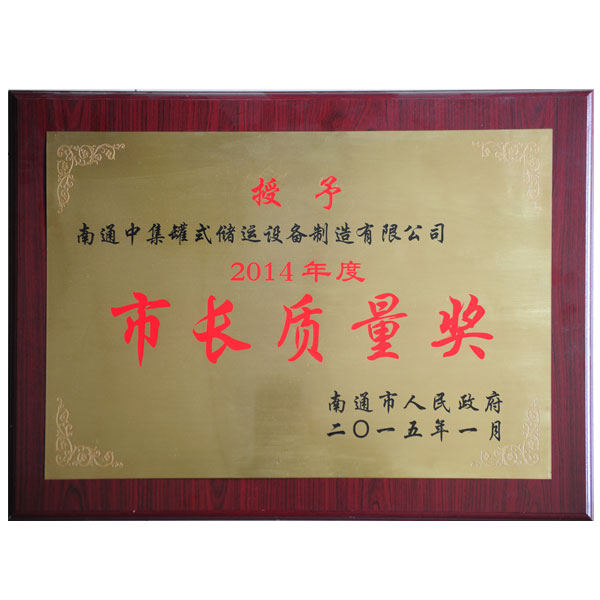 授予
南通中集罐式储运设备制造有限公司
2014年度
市长质量奖
南通市人民政府
二〇一五年一月